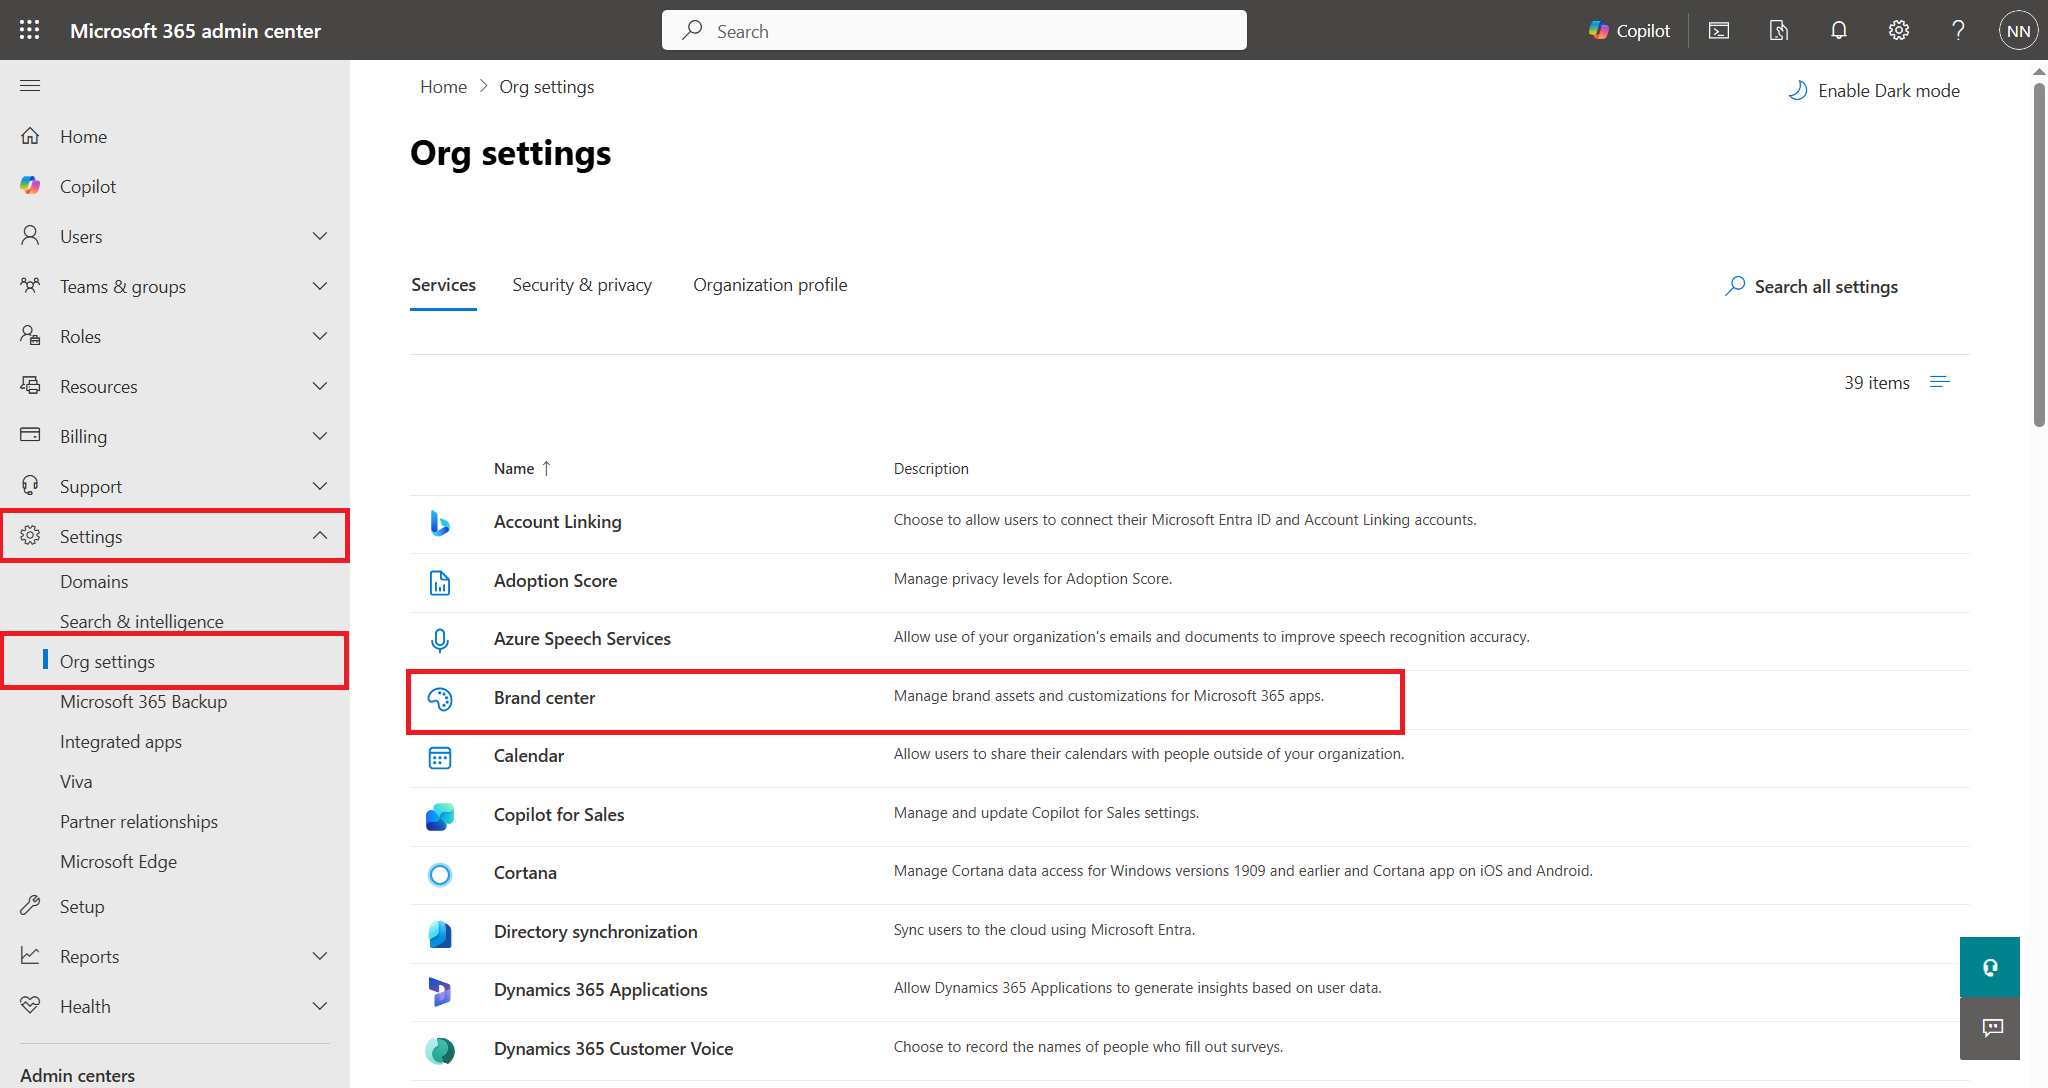 Microsoft 365 admin center
Search
Copilot
NN
Home
Copilot
Users
Teams & groups
Roles
Resources
Billing
Support
Settings
Domains
Search & intelligence
Org settings
Microsoft 365 Backup
Integrated apps
Viva
Partner relationships
Microsoft Edge
Setup
Reports
Health
Admin centers
Home > Org settings
Enable Dark mode
Org settings
Services Security & privacy Organization profile
Search all settings
39 items
Name ↑ Description
Account Linking Choose to allow users to connect their Microsoft Entra ID and Account Linking accounts.
Adoption Score Manage privacy levels for Adoption Score.
Azure Speech Services Allow use of your organization's emails and documents to improve speech recognition accuracy.
Brand center Manage brand assets and customizations for Microsoft 365 apps.
Calendar Allow users to share their calendars with people outside of your organization.
Copilot for Sales Manage and update Copilot for Sales settings.
Cortana Manage Cortana data access for Windows versions 1909 and earlier and Cortana app on iOS and Android.
Directory synchronization Sync users to the cloud using Microsoft Entra.
Dynamics 365 Applications Allow Dynamics 365 Applications to generate insights based on user data.
Dynamics 365 Customer Voice Choose to record the names of people who fill out surveys.